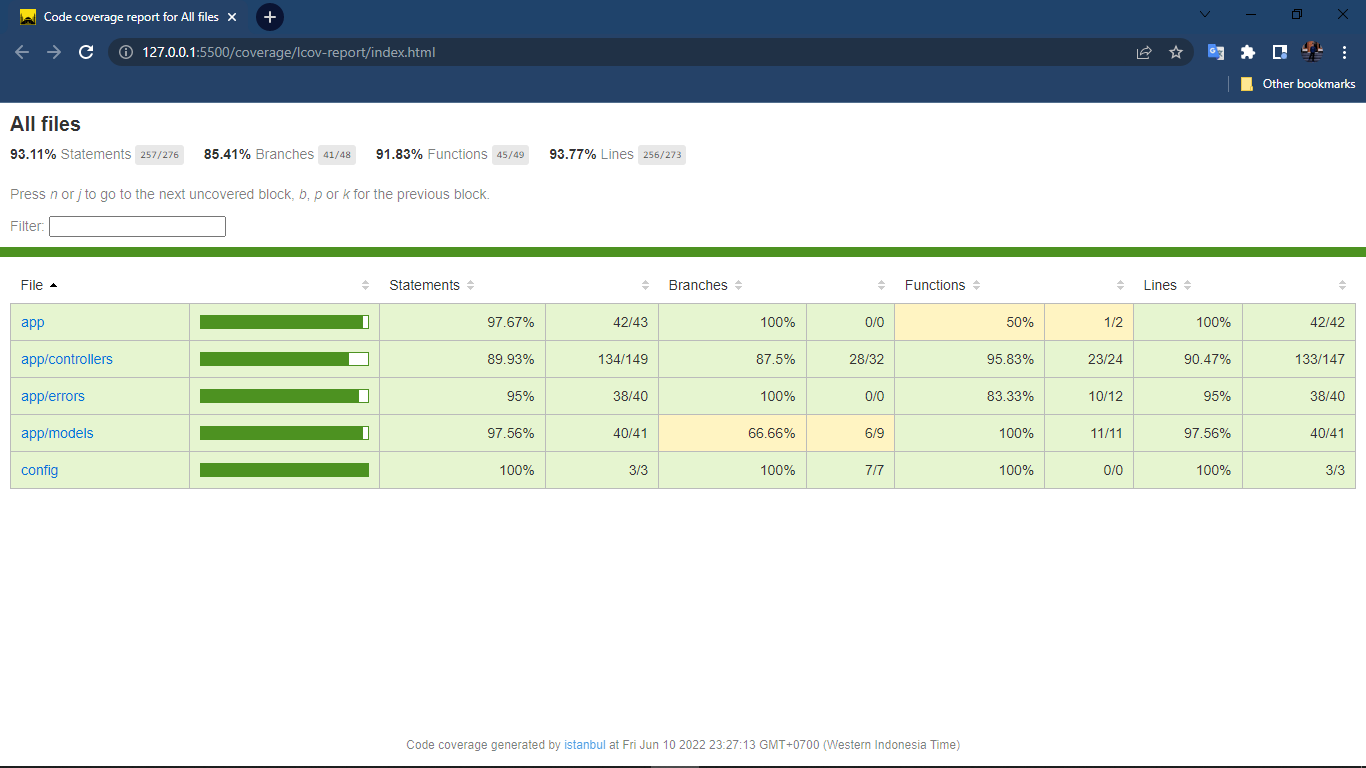 Code coverage report for All files
127.0.0.1:5500/coverage/lcov-report/index.html
Other bookmarks
All files
93.11% Statements 257/276 85.41% Branches 41/48 91.83% Functions 45/49 93.77% Lines 256/273
Press n or j to go to the next uncovered block, b, p or k for the previous block.
Filter:
File Statements Branches Functions Lines
app 97.67% 42/43 100% 0/0 50% 1/2 100% 42/42
app/controllers 89.93% 134/149 87.5% 28/32 95.83% 23/24 90.47% 133/147
app/errors 95% 38/40 100% 0/0 83.33% 10/12 95% 38/40
app/models 97.56% 40/41 66.66% 6/9 100% 11/11 97.56% 40/41
config 100% 3/3 100% 7/7 100% 0/0 100% 3/3
Code coverage generated by istanbul at Fri Jun 10 2022 23:27:13 GMT+0700 (Western Indonesia Time)